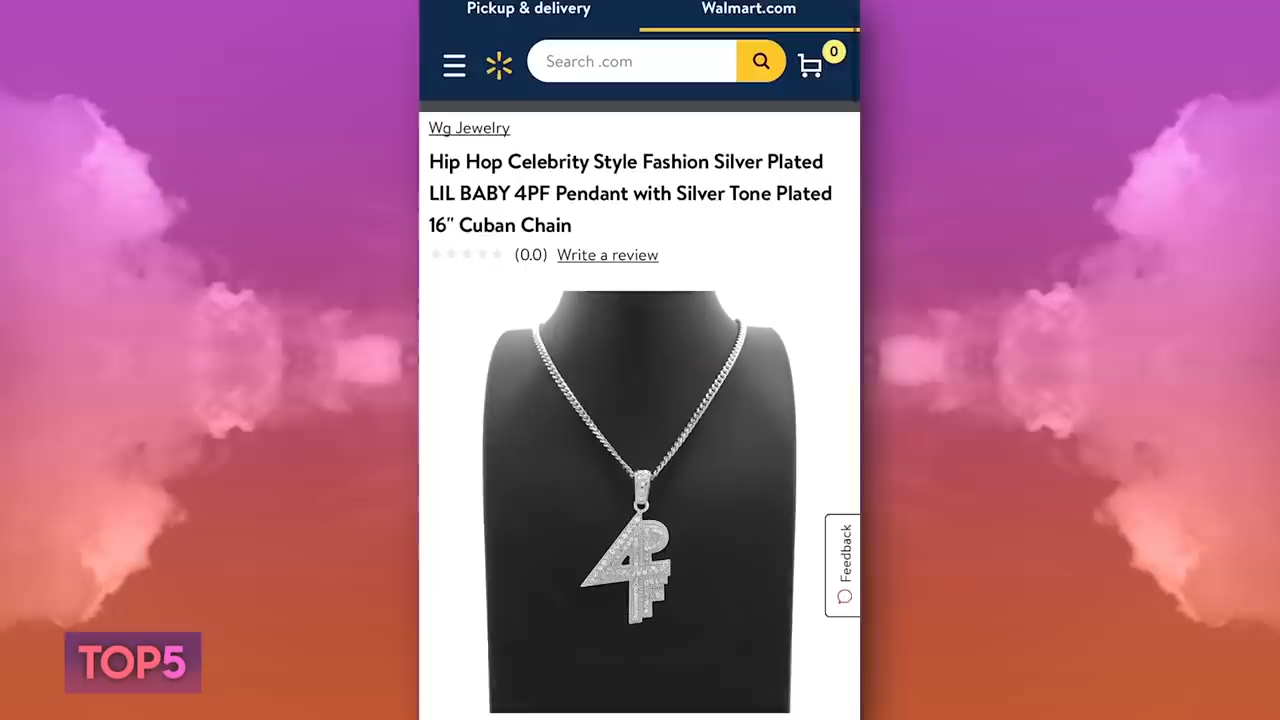 Pickup & delivery
Walmart.com
Search .com
0
Wg Jewelry
Hip Hop Celebrity Style Fashion Silver Plated
LIL BABY 4PF Pendant with Silver Tone Plated
16" Cuban Chain
(0.0) Write a review
4PF
Feedback
TOP5